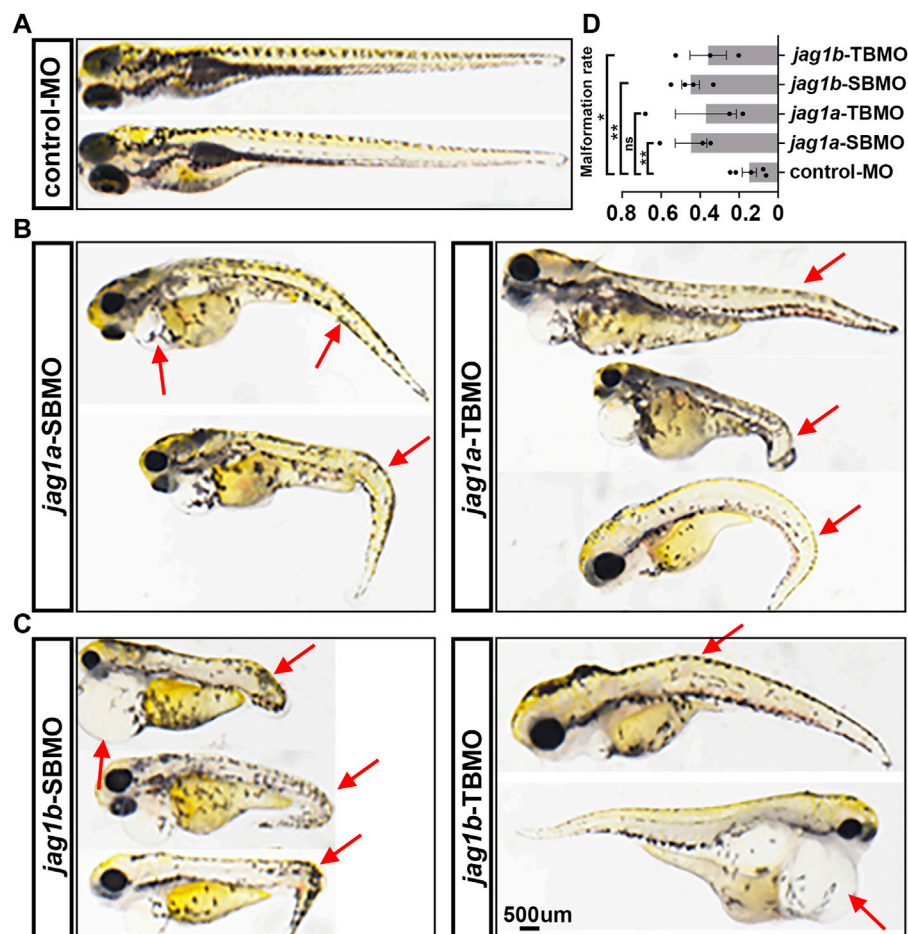 A
control-MO
D
Malformation rate
*
**
ns
**
jag1b-TBMO
jag1b-SBMO
jag1a-TBMO
jag1a-SBMO
control-MO
0.8 0.6 0.4 0.2 0
B
jag1a-SBMO
jag1a-TBMO
C
jag1b-SBMO
jag1b-TBMO
500um